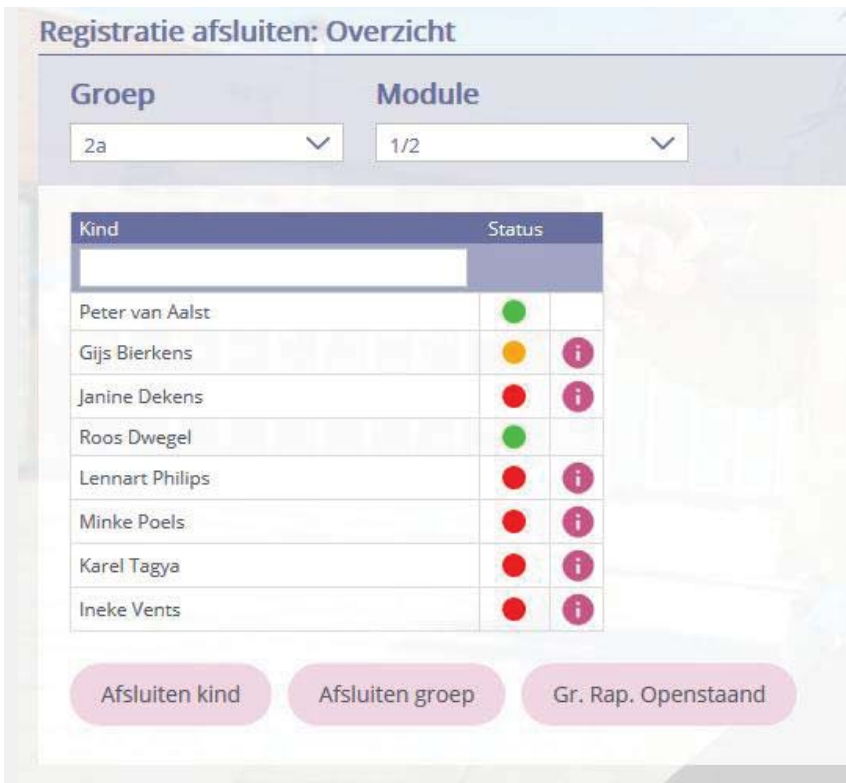 Registratie afsluiten: Overzicht
Groep Module
2a 1/2
Kind Status
Peter van Aalst
Gijs Bierkens
Janine Dekens
Roos Dwegel
Lennart Philips
Minke Poels
Karel Tagya
Ineke Vents
Afsluiten kind Afsluiten groep Gr. Rap. Openstaand